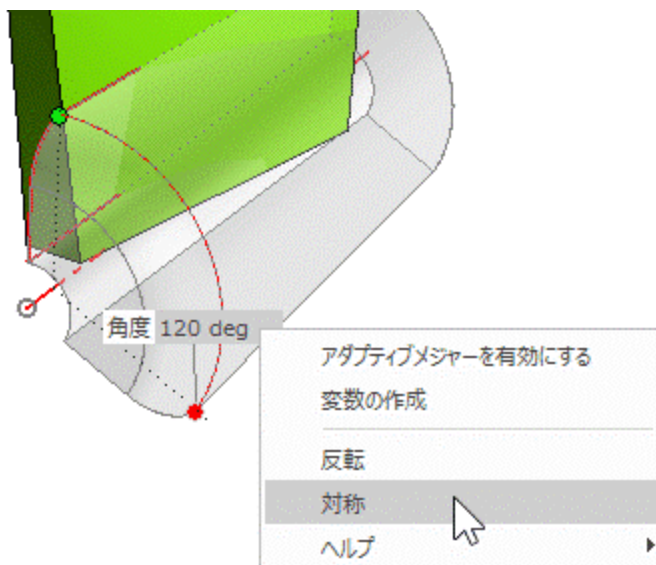 角度 120 deg
アダプティブメジャーを有効にする
変数の作成
反転
対称
ヘルプ